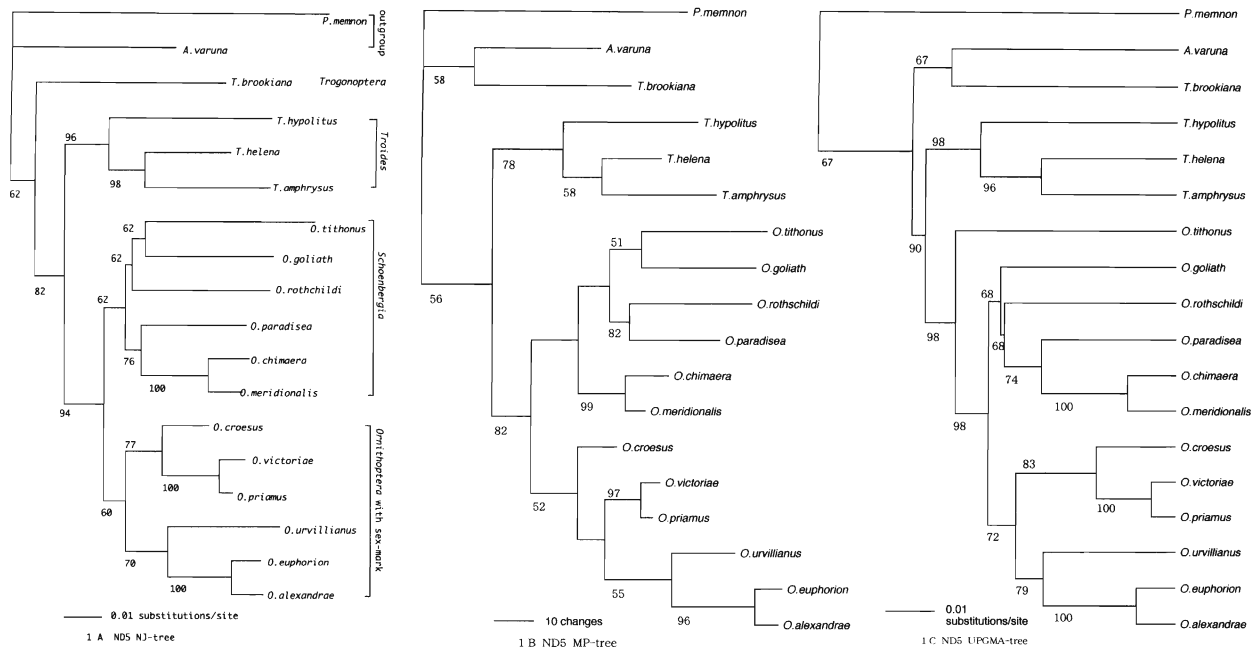 P.memnon
outgroup
A.varuna
T.brookiana Trogonoptera
96
T.hypolitus
T.helena
98
T.amphrysus
Troides
62
62
O.tithonus
62
O.goliath
O.rothchildi
82
62
O.paradisea
76
O.chimaera
100
O.meridionalis
Schoenbergia
94
O.croesus
77
O.victoriae
100
O.priamus
60
O.urvillianus
70
O.euphorion
100
O.alexandrae
Ornithoptera with sex-mark
0.01 substitutions/site
1 A ND5 NJ-tree
P.memnon
A.varuna
58
T.brookiana
T.hypolitus
78
T.helena
58
T.amphrysus
O.tithonus
51
O.goliath
56
O.rothschildi
82
O.paradisea
O.chimaera
99
O.meridionalis
82
O.croesus
97
O.victoriae
52
O.priamus
O.urvillianus
55
O.euphorion
96
O.alexandrae
10 changes
1 B ND5 MP-tree
P.memnon
A.varuna
67
T.brookiana
T.hypolitus
98
67
T.helena
96
T.amphrysus
O.tithonus
90
O.goliath
68
O.rothschildi
98
68
O.paradisea
74
O.chimaera
100
O.meridionalis
98
O.croesus
83
O.victoriae
100
O.priamus
72
O.urvillianus
79
O.euphorion
100
O.alexandrae
0.01
substitutions/site
1 C ND5 UPGMA-tree